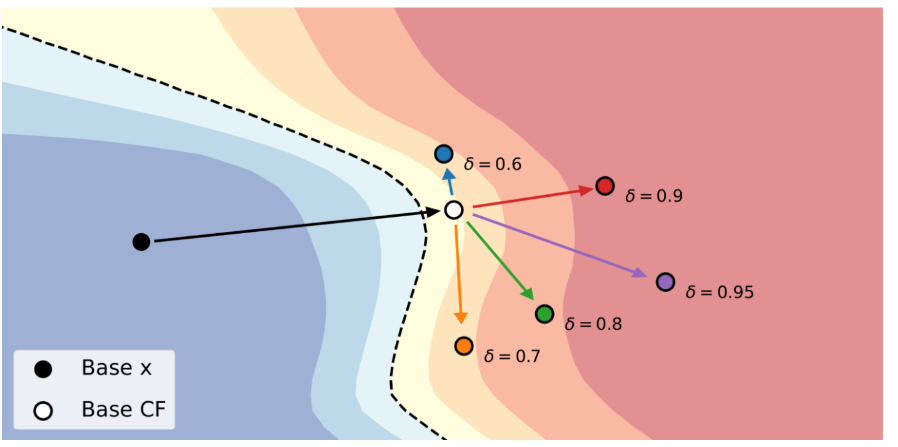 δ = 0.6
δ = 0.9
δ = 0.95
δ = 0.8
δ = 0.7
Base x
Base CF